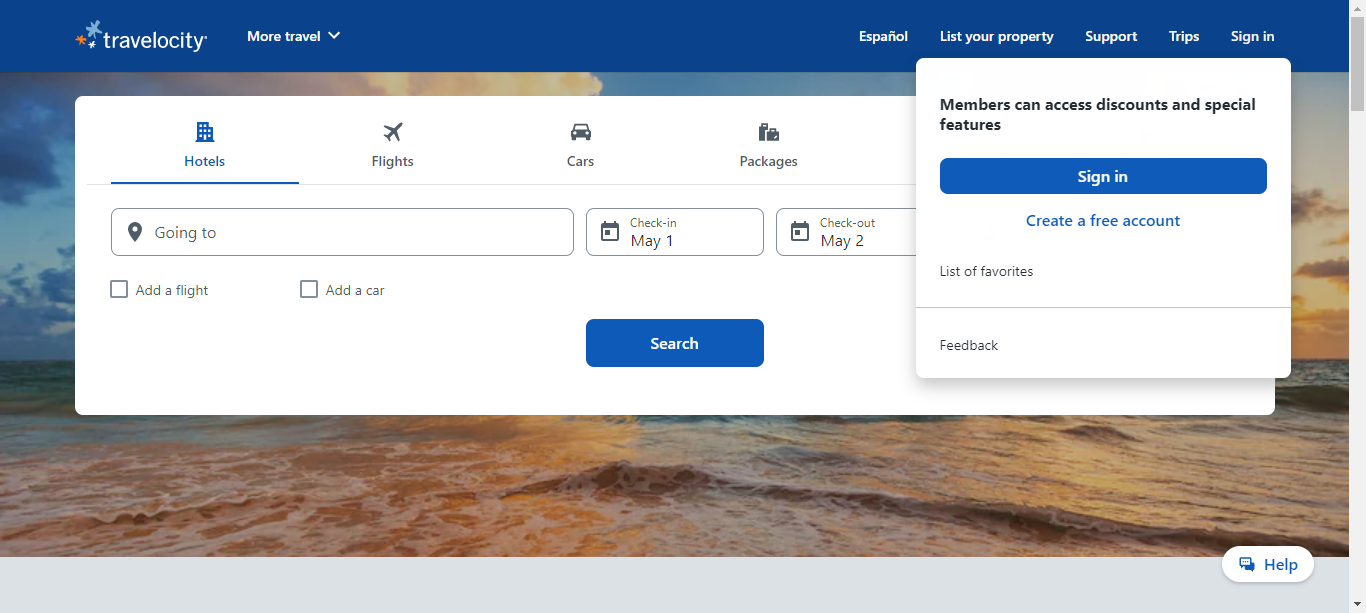 travelocity
More travel
Español
List your property
Support
Trips
Sign in
Hotels
Flights
Cars
Packages
Going to
Check-in
May 1
Check-out
May 2
Add a flight
Add a car
Search
Members can access discounts and special
features
Sign in
Create a free account
List of favorites
Feedback
Help